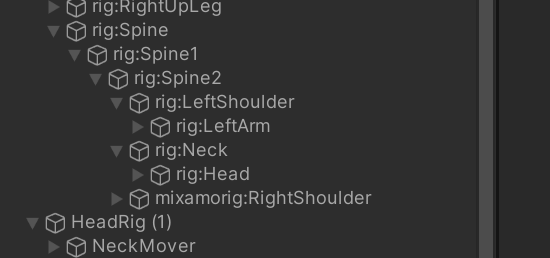 rig:RightUpLeg
rig:Spine
rig:Spine1
rig:Spine2
rig:LeftShoulder
rig:LeftArm
rig:Neck
rig:Head
mixamorig:RightShoulder
HeadRig (1)
NeckMover